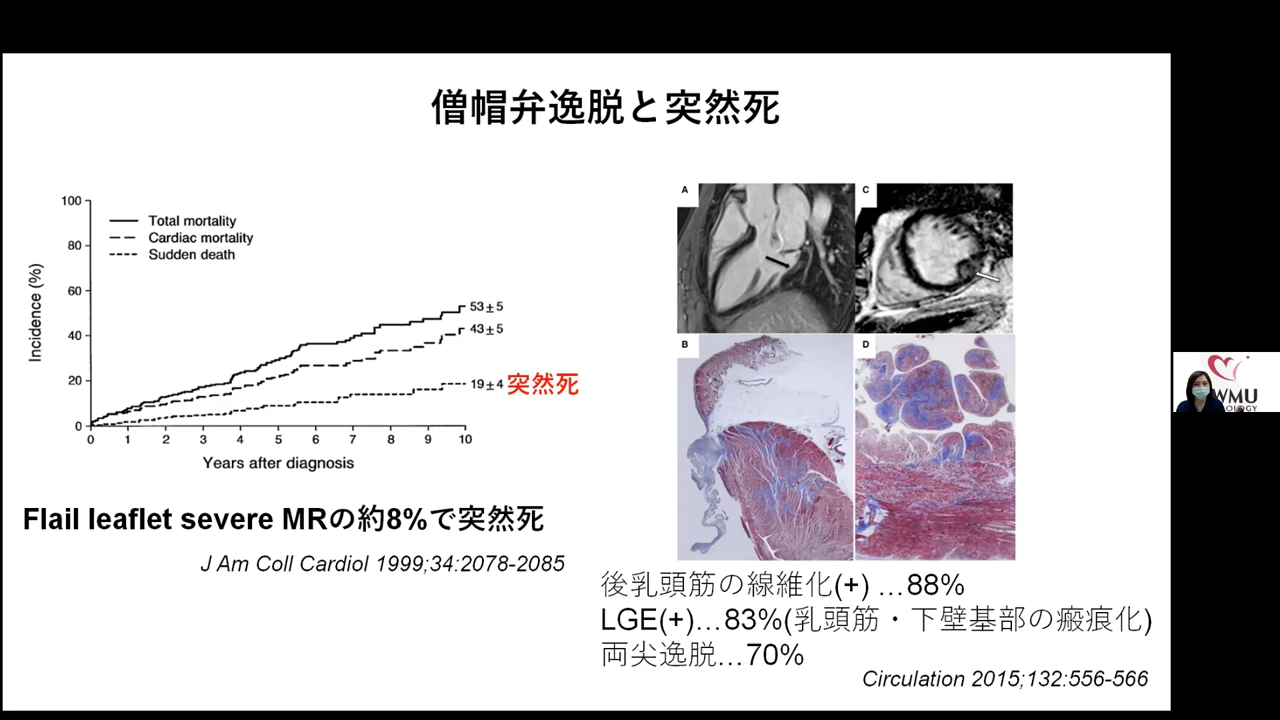 僧帽弁逸脱と突然死
100
80
60
40
20
0
Incidence (%)
Total mortality
Cardiac mortality
Sudden death
53±5
43±5
19±4 突然死
0 1 2 3 4 5 6 7 8 9 10
Years after diagnosis
Flail leaflet severe MRの約8%で突然死
J Am Coll Cardiol 1999;34:2078-2085
A
C
B
D
後乳頭筋の線維化(+) …88%
LGE(+)…83%(乳頭筋・下壁基部の瘢痕化)
両尖逸脱…70%
Circulation 2015;132:556-566
WMU